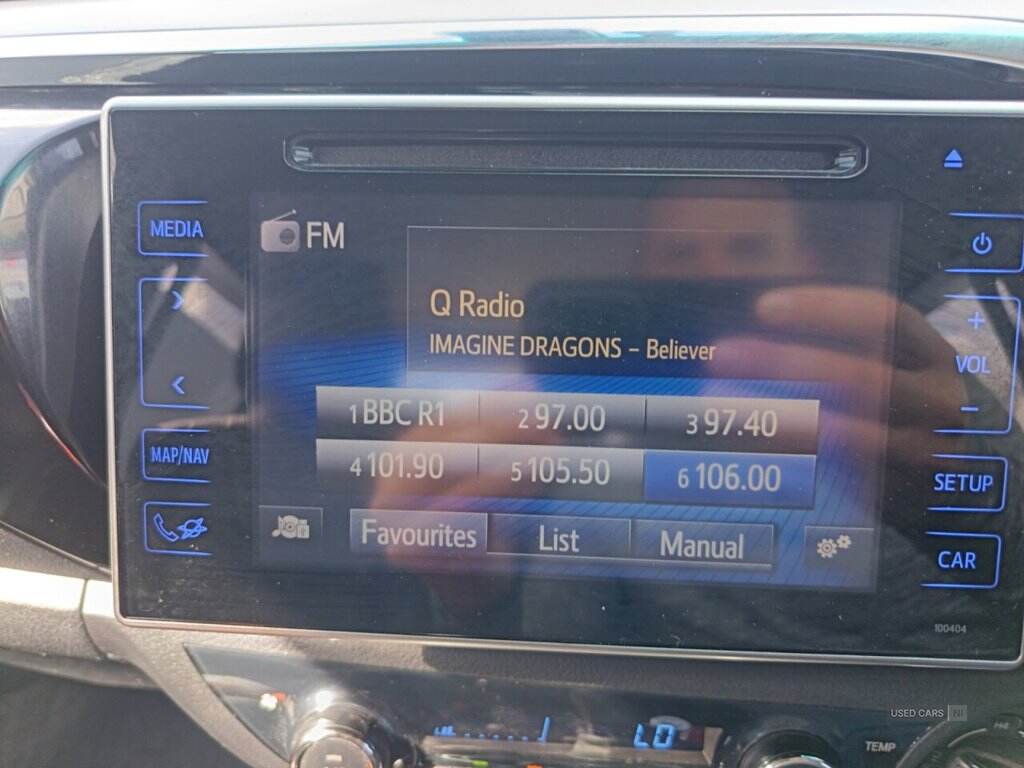 MEDIA
FM
Q Radio
IMAGINE DRAGONS - Believer
1 BBC R1 2 97.00 3 97.40
4 101.90 5 105.50 6 106.00
Favourites List Manual
MAP/NAV
+
VOL
-
SETUP
CAR
100404
USED CARS NI
LO
TEMP